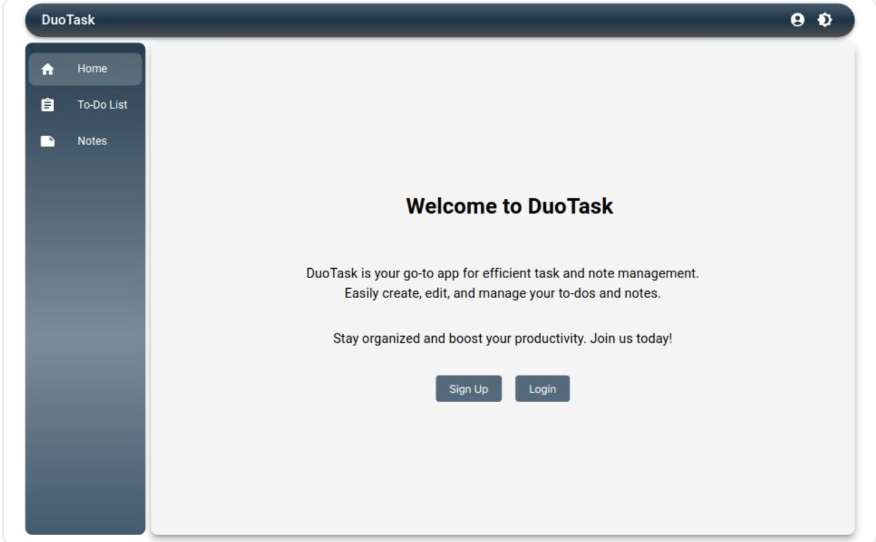 DuoTask
Home
To-Do List
Notes
Welcome to DuoTask
DuoTask is your go-to app for efficient task and note management.
Easily create, edit, and manage your to-dos and notes.
Stay organized and boost your productivity. Join us today!
Sign Up
Login